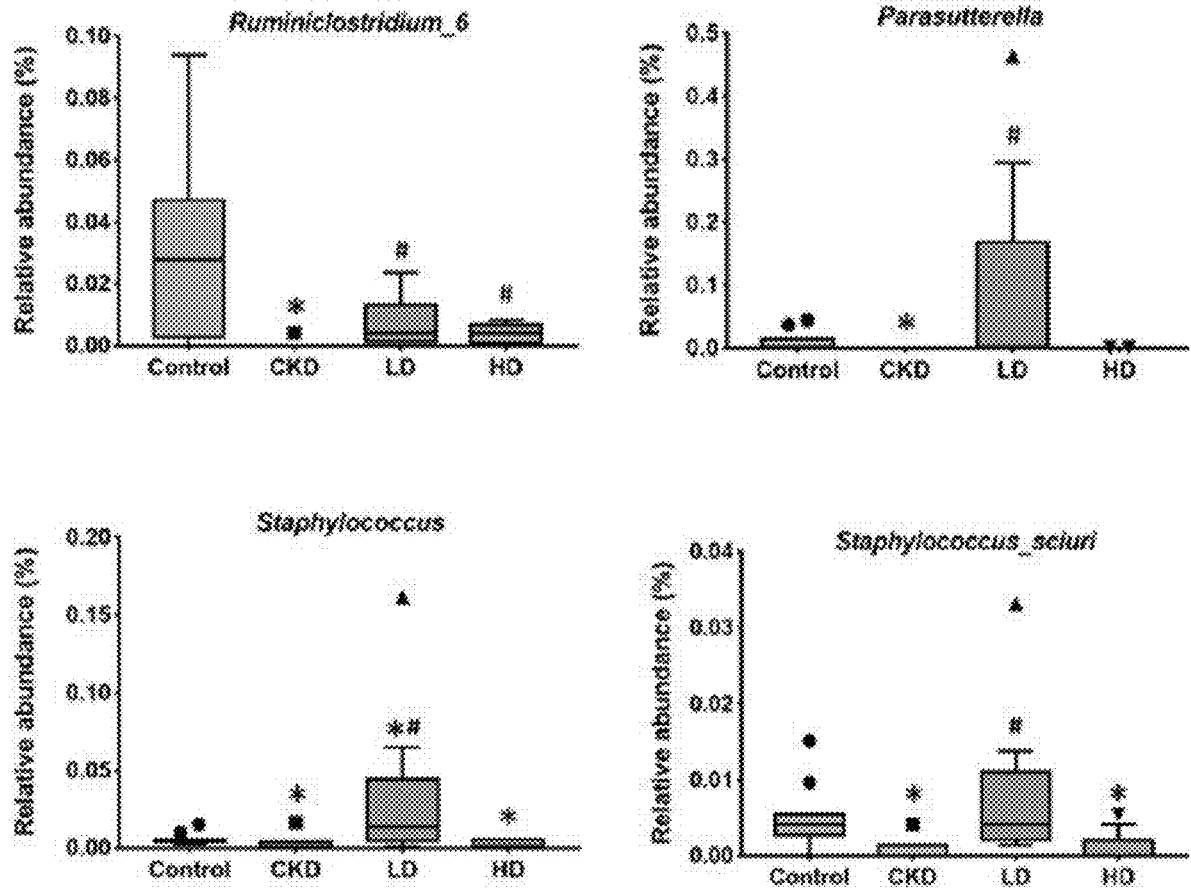 Ruminiclostridium_6
Relative abundance (%)
0.10
0.08
0.06
0.04
0.02
0.00
*
#
#
Control CKD LD HD
Parasutterella
Relative abundance (%)
0.5
0.4
0.3
0.2
0.1
0.0
*
#
Control CKD LD HD
Staphylococcus
Relative abundance (%)
0.20
0.15
0.10
0.05
0.00
*
*#
*
Control CKD LD HD
Staphylococcus_sciuri
Relative abundance (%)
0.04
0.03
0.02
0.01
0.00
*
#
*
Control CKD LD HD